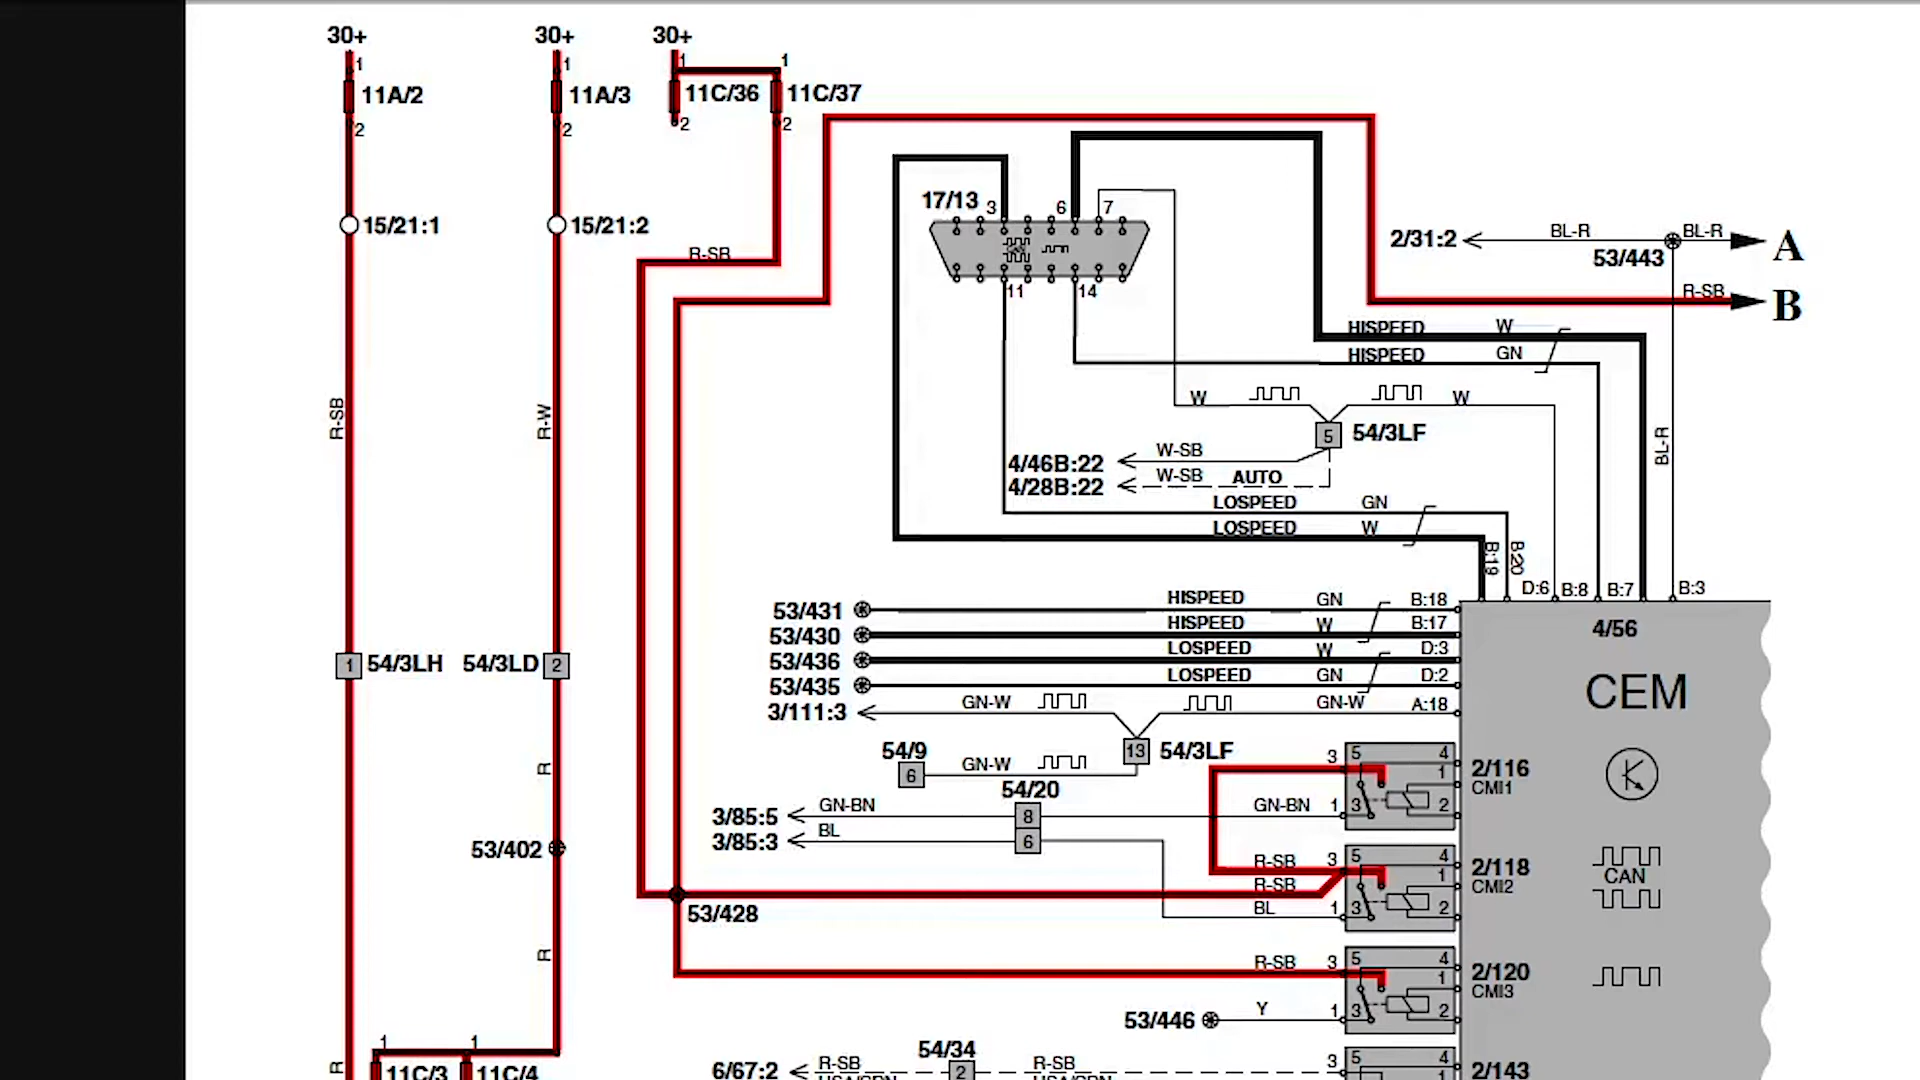 30+ 30+ 30+
1 1 1 1
11A/2 11A/3 11C/36 11C/37
2 2 2 2
17/13 3 6 7
15/21:1 15/21:2
2/31:2 BL-R BL-R A
53/443
R-SB
CAN
11 14
R-SB B
HISPEED W
HISPEED GN
W W
R-SB R-W
5 54/3LF
BL-R
4/46B:22 W-SB
4/28B:22 W-SB AUTO
LOSPEED GN
LOSPEED W
B:19 B:20
D:6 B:8 B:7 B:3
53/431 HISPEED GN B:18
53/430 HISPEED W B:17
4/56
53/436 LOSPEED W D:3
1 54/3LH 54/3LD 2
53/435 LOSPEED GN D:2
CEM
3/111:3 GN-W GN-W A:18
54/9 13 54/3LF
6 GN-W
3 5 4 2/116
R
1 CMI1
54/20
3/85:5 GN-BN 8 GN-BN 1 3 2
3/85:3 BL 6
53/402
R-SB 3 5 4 2/118
R-SB 1 CMI2
CAN
53/428 BL 1 3 2
R
R-SB 3 5 4 2/120
1 CMI3
53/446 Y 1 3 2
1 1
54/34
R 11C/3 11C/4 6/67:2 R-SB 2 R-SB 3 5 4 2/143
1